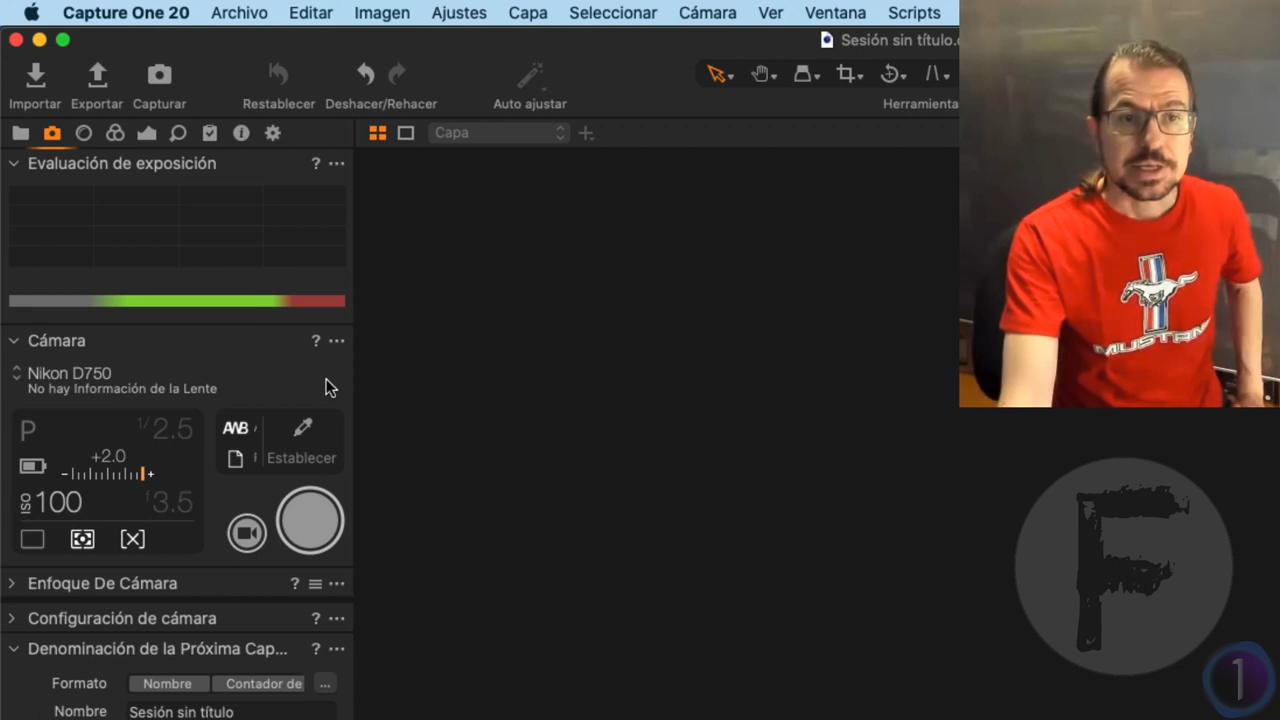 Capture One 20 Archivo Editar Imagen Ajustes Capa Seleccionar Cámara Ver Ventana Scripts
Sesión sin título.
Importar Exportar Capturar Restablecer Deshacer/Rehacer Auto ajustar Herramienta
Capa
Evaluación de exposición ?
Cámara ?
Nikon D750
No hay Información de la Lente
P 1/2.5 AWB
+2.0
Establecer
ISO 100 f3.5
Enfoque De Cámara ?
Configuración de cámara ?
Denominación de la Próxima Cap... ?
Formato Nombre Contador de ...
Nombre Sesión sin título
MUSTANG
F
1